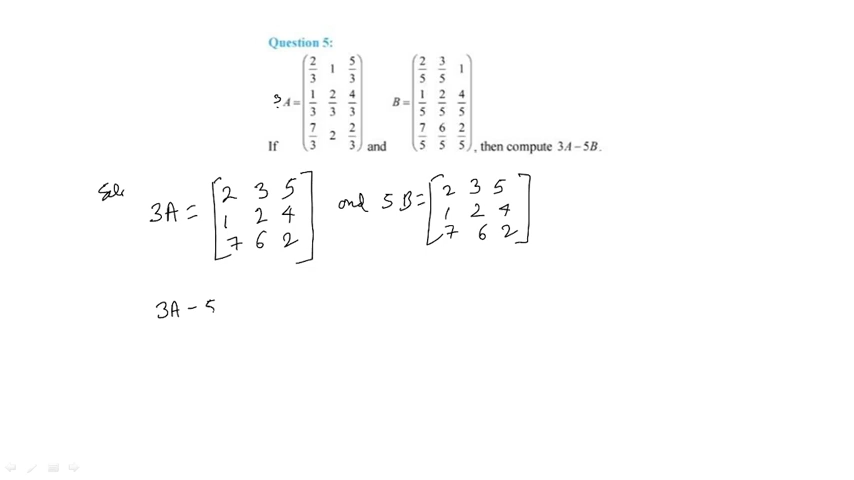 Question 5:
If 3A = (2/3 1 5/3
1/3 2/3 4/3
7/3 2 2/3) and B = (2/5 3/5 1
1/5 2/5 4/5
7/5 6/5 2/5), then compute 3A – 5B.
3A = [2 3 5
1 2 4
7 6 2] and 5B = [2 3 5
1 2 4
7 6 2]
3A - 5